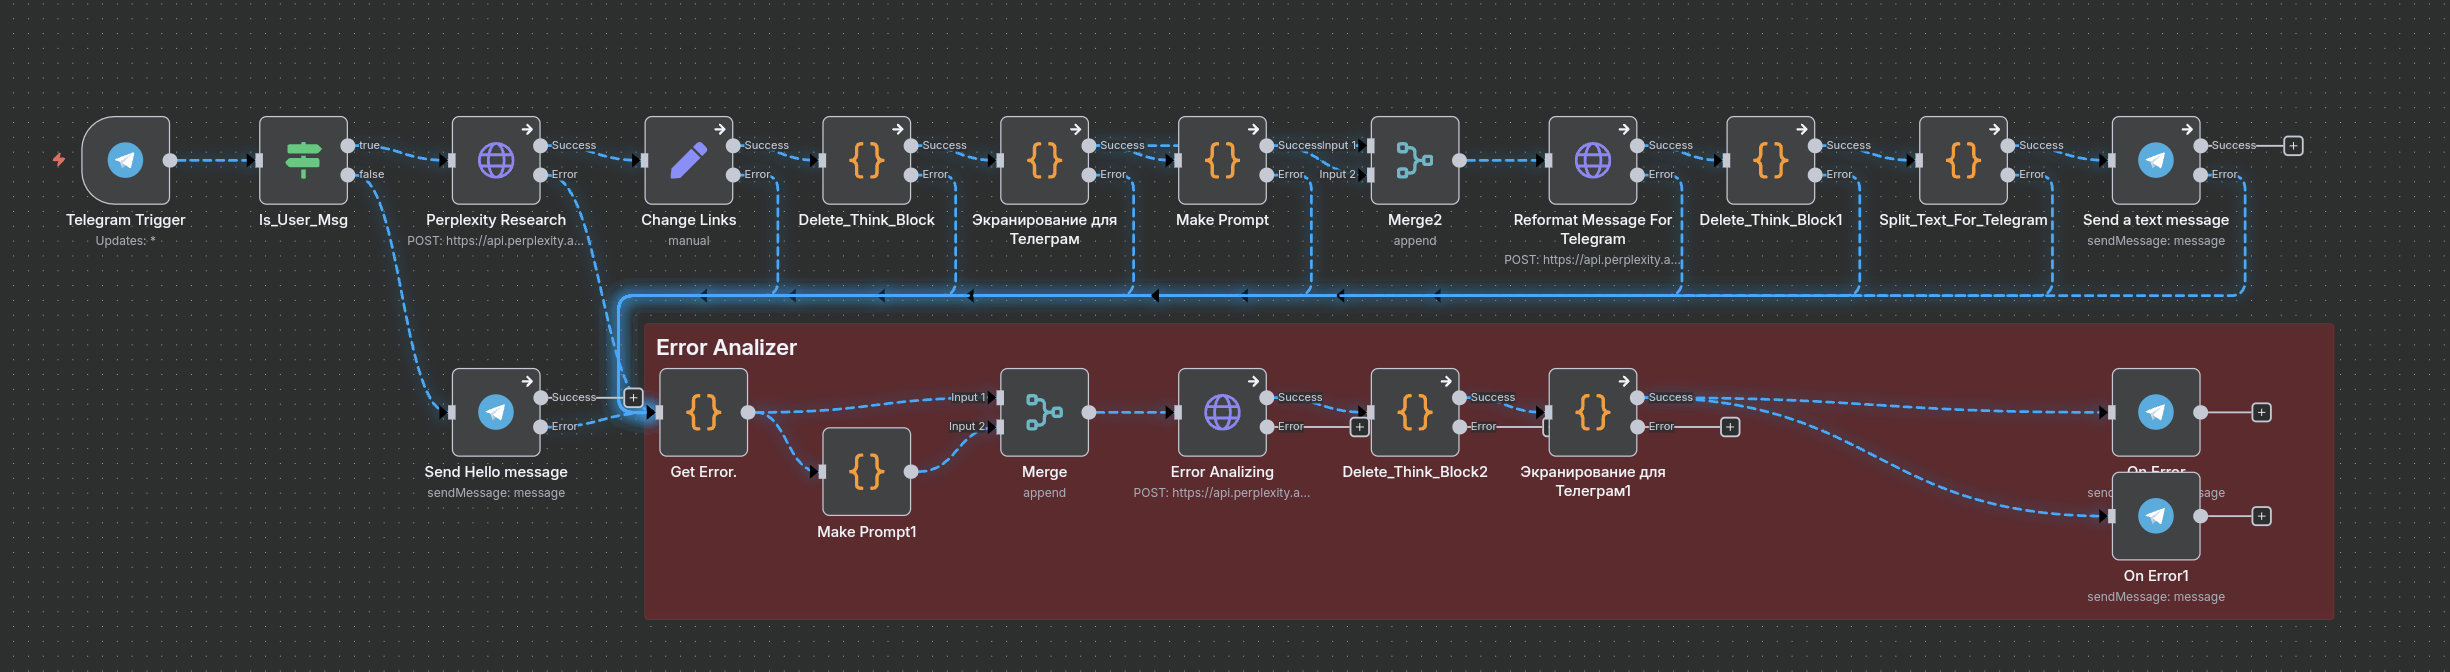 true
false
Success
Error
Success
Error
Success
Error
Success
Error
Success
Error
Input 1
Input 2
Success
Error
Success
Error
Success
Error
Success
Error
Telegram Trigger
Updates: *
Is_User_Msg
Perplexity Research
POST: https://api.perplexity.a...
Change Links
manual
Delete_Think_Block
Экранирование для
Телеграм
Make Prompt
Merge2
append
Reformat Message For
Telegram
POST: https://api.perplexity.a...
Delete_Think_Block1
Split_Text_For_Telegram
Send a text message
sendMessage: message
Error Analizer
Success
Error
Send Hello message
sendMessage: message
Get Error.
Make Prompt1
Input 1
Input 2
Merge
append
Success
Error
Error Analizing
POST: https://api.perplexity.a...
Success
Error
Delete_Think_Block2
Success
Error
Экранирование для
Телеграм1
On Error1
sendMessage: message